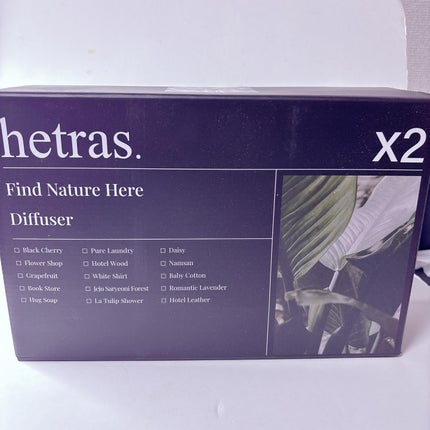 hetras.
X2
Find Nature Here
Diffuser
☐ Black Cherry ☐ Pure Laundry ☐ Daisy
☐ Flower Shop ☐ Hotel Wood ☐ Namsan
☐ Grapefruit ☐ White Shirt ☐ Baby Cotton
☐ Book Store ☐ Jeju Saryeoni Forest ☐ Romantic Lavender
☐ Hug Soap ☐ La Tulip Shower ☐ Hotel Leather